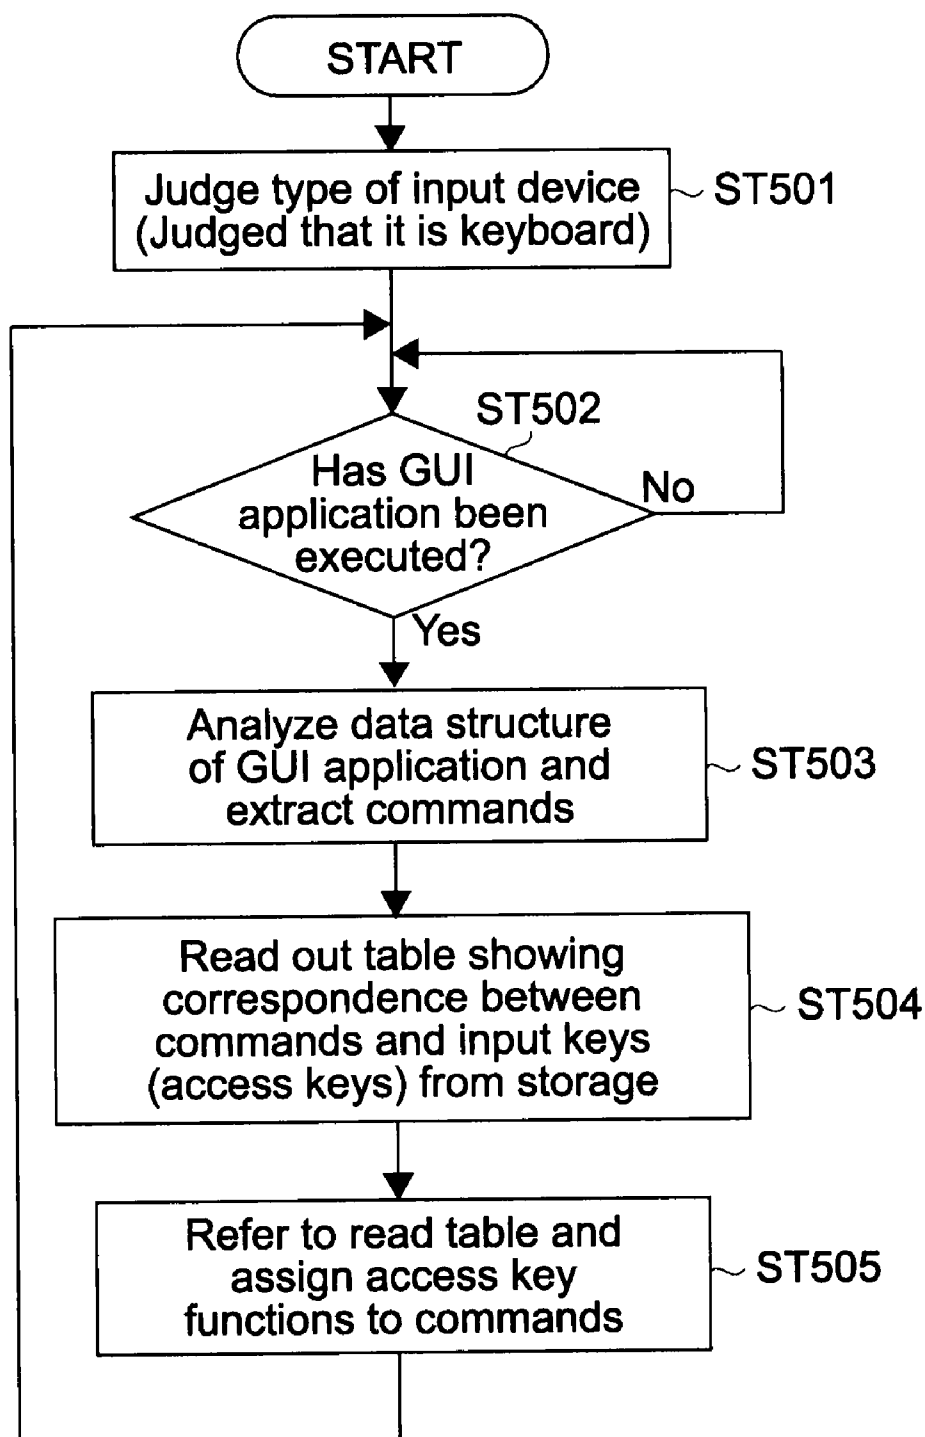 START
Judge type of input device
(Judged that it is keyboard)
ST501
ST502
Has GUI
application been
executed?
No
Yes
Analyze data structure
of GUI application and
extract commands
ST503
Read out table showing
correspondence between
commands and input keys
(access keys) from storage
ST504
Refer to read table and
assign access key
functions to commands
ST505